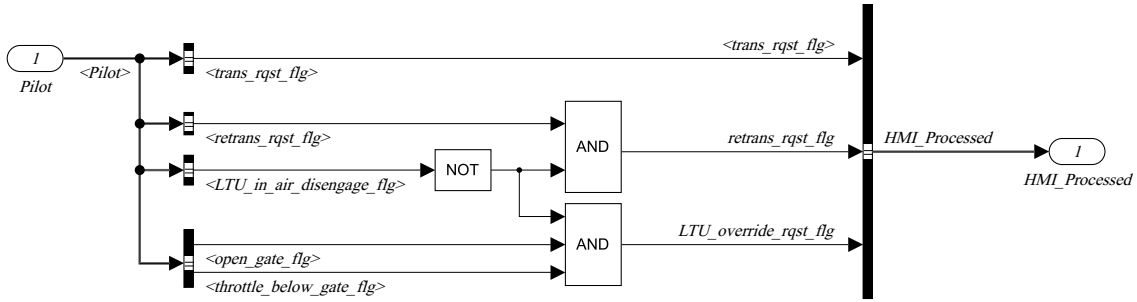 1
Pilot
<Pilot>
<trans_rqst_flg>
<trans_rqst_flg>
<retrans_rqst_flg>
AND
retrans_rqst_flg
HMI_Processed
1
HMI_Processed
<LTU_in_air_disengage_flg>
NOT
<open_gate_flg>
<throttle_below_gate_flg>
AND
LTU_override_rqst_flg